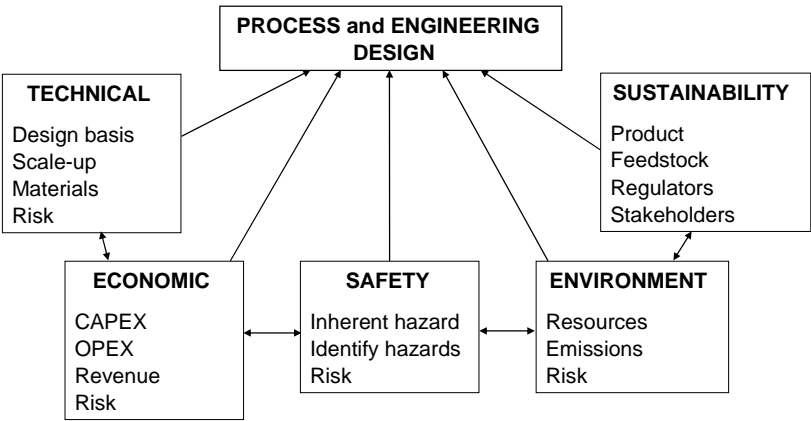 PROCESS and ENGINEERING
DESIGN
TECHNICAL
Design basis
Scale-up
Materials
Risk
SUSTAINABILITY
Product
Feedstock
Regulators
Stakeholders
ECONOMIC
CAPEX
OPEX
Revenue
Risk
SAFETY
Inherent hazard
Identify hazards
Risk
ENVIRONMENT
Resources
Emissions
Risk